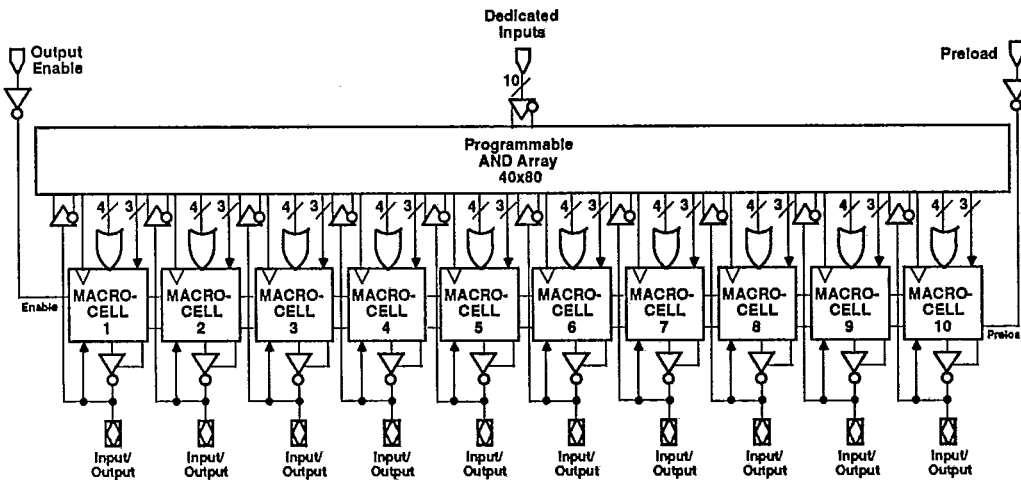 Dedicated
Inputs
Output
Enable
Preload
10
Programmable
AND Array
40x80
4 3 4 3 4 3 4 3 4 3 4 3 4 3 4 3 4 3 4 3
MACRO-
CELL
1
MACRO-
CELL
2
MACRO-
CELL
3
MACRO-
CELL
4
MACRO-
CELL
5
MACRO-
CELL
6
MACRO-
CELL
7
MACRO-
CELL
8
MACRO-
CELL
9
MACRO-
CELL
10
Enable
Preload
Input/
Output
Input/
Output
Input/
Output
Input/
Output
Input/
Output
Input/
Output
Input/
Output
Input/
Output
Input/
Output
Input/
Output